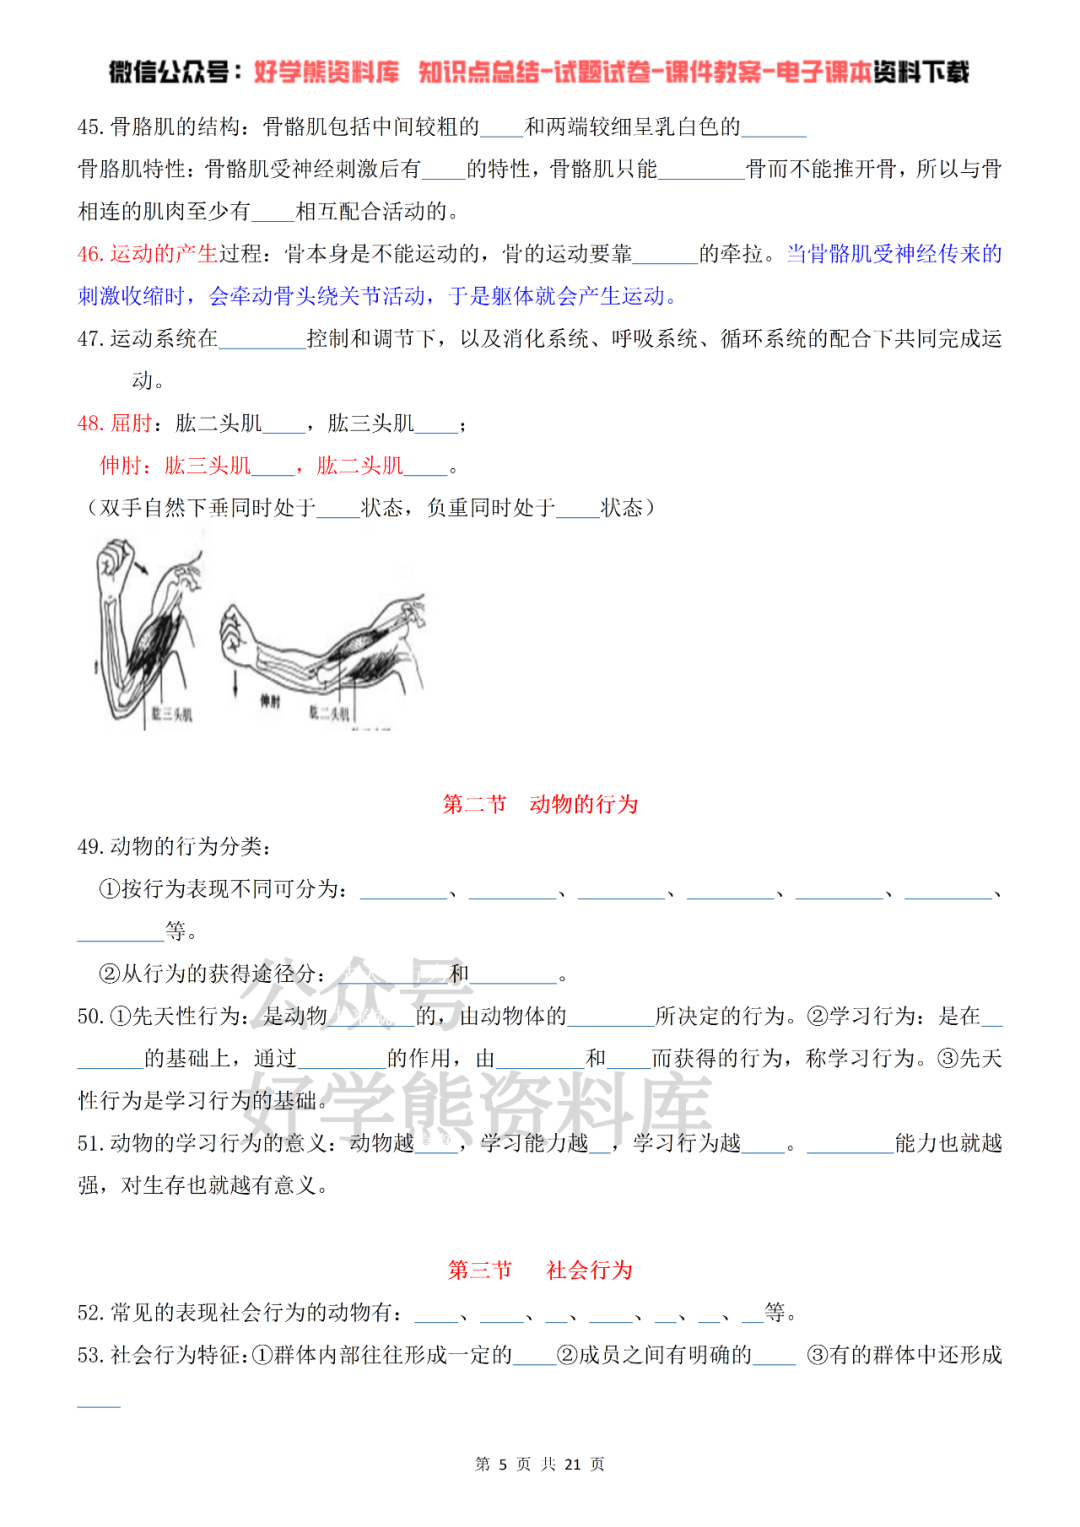 微信公众号：好学熊资料库 知识点总结-试题试卷-课件教案-电子课本资料下载
45.骨胳肌的结构：骨骼肌包括中间较粗的____和两端较细呈乳白色的______
骨胳肌特性：骨骼肌受神经刺激后有____的特性，骨骼肌只能________骨而不能推开骨，所以与骨
相连的肌肉至少有____相互配合活动的。
46.运动的产生过程：骨本身是不能运动的，骨的运动要靠______的牵拉。当骨骼肌受神经传来的
刺激收缩时，会牵动骨头绕关节活动，于是躯体就会产生运动。
47.运动系统在________控制和调节下，以及消化系统、呼吸系统、循环系统的配合下共同完成运
动。
48.屈肘：肱二头肌____，肱三头肌____；
伸肘：肱三头肌____，肱二头肌____。
（双手自然下垂同时处于____状态，负重同时处于____状态）
肱三头肌
伸肘
肱二头肌
第二节 动物的行为
49.动物的行为分类：
①按行为表现不同可分为：________、________、________、________、________、________、
________等。
②从行为的获得途径分：__________和________。
50.①先天性行为：是动物________的，由动物体的________所决定的行为。②学习行为：是在__
______的基础上，通过________的作用，由________和____而获得的行为，称学习行为。③先天
性行为是学习行为的基础。
51.动物的学习行为的意义：动物越____，学习能力越__，学习行为越____。________能力也就越
强，对生存也就越有意义。
公众号
好学熊资料库
第三节 社会行为
52.常见的表现社会行为的动物有：____、____、__、____、__、__、__等。
53.社会行为特征：①群体内部往往形成一定的____②成员之间有明确的____ ③有的群体中还形成
____
第 5 页 共 21 页